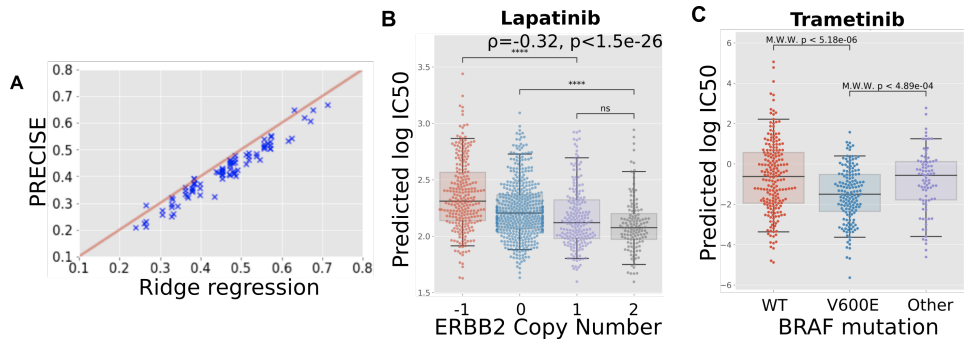 A
PRECISE
0.8
0.7
0.6
0.5
0.4
0.3
0.2
0.1
0.1 0.2 0.3 0.4 0.5 0.6 0.7 0.8
Ridge regression
B
Lapatinib
ρ=-0.32, p<1.5e-26
****
****
ns
Predicted log IC50
3.5
3.0
2.5
2.0
1.5
-1 0 1 2
ERBB2 Copy Number
C
Trametinib
M.W.W. p < 5.18e-06
M.W.W. p < 4.89e-04
Predicted log IC50
6
4
2
0
−2
−4
−6
WT V600E Other
BRAF mutation